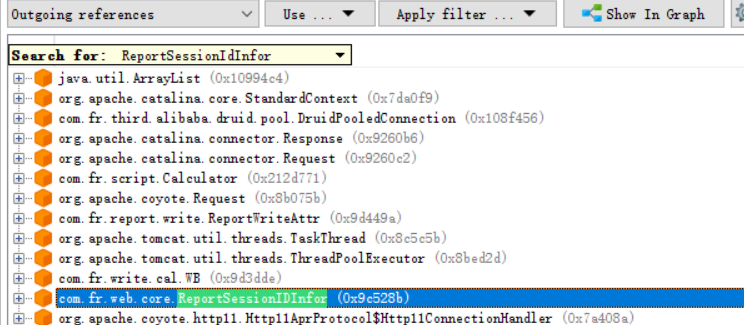 Outgoing references Use ... Apply filter ... Show In Graph
Search for: ReportSessionIdInfor
java.util.ArrayList (0x10994c4)
org.apache.catalina.core.StandardContext (0x7da0f9)
com.fr.third.alibaba.druid.pool.DruidPooledConnection (0x108f456)
org.apache.catalina.connector.Response (0x9260b6)
org.apache.catalina.connector.Request (0x9260c2)
com.fr.script.Calculator (0x212d771)
org.apache.coyote.Request (0x8b075b)
com.fr.report.write.ReportWriteAttr (0x9d449a)
org.apache.tomcat.util.threads.TaskThread (0x8c5c5b)
org.apache.tomcat.util.threads.ThreadPoolExecutor (0x8bed2d)
com.fr.write.cal.WB (0x9d3dde)
com.fr.web.core.ReportSessionIDInfor (0x9c528b)
org.apache.coyote.http11.Http11AprProtocol$Http11ConnectionHandler (0x7a408a)